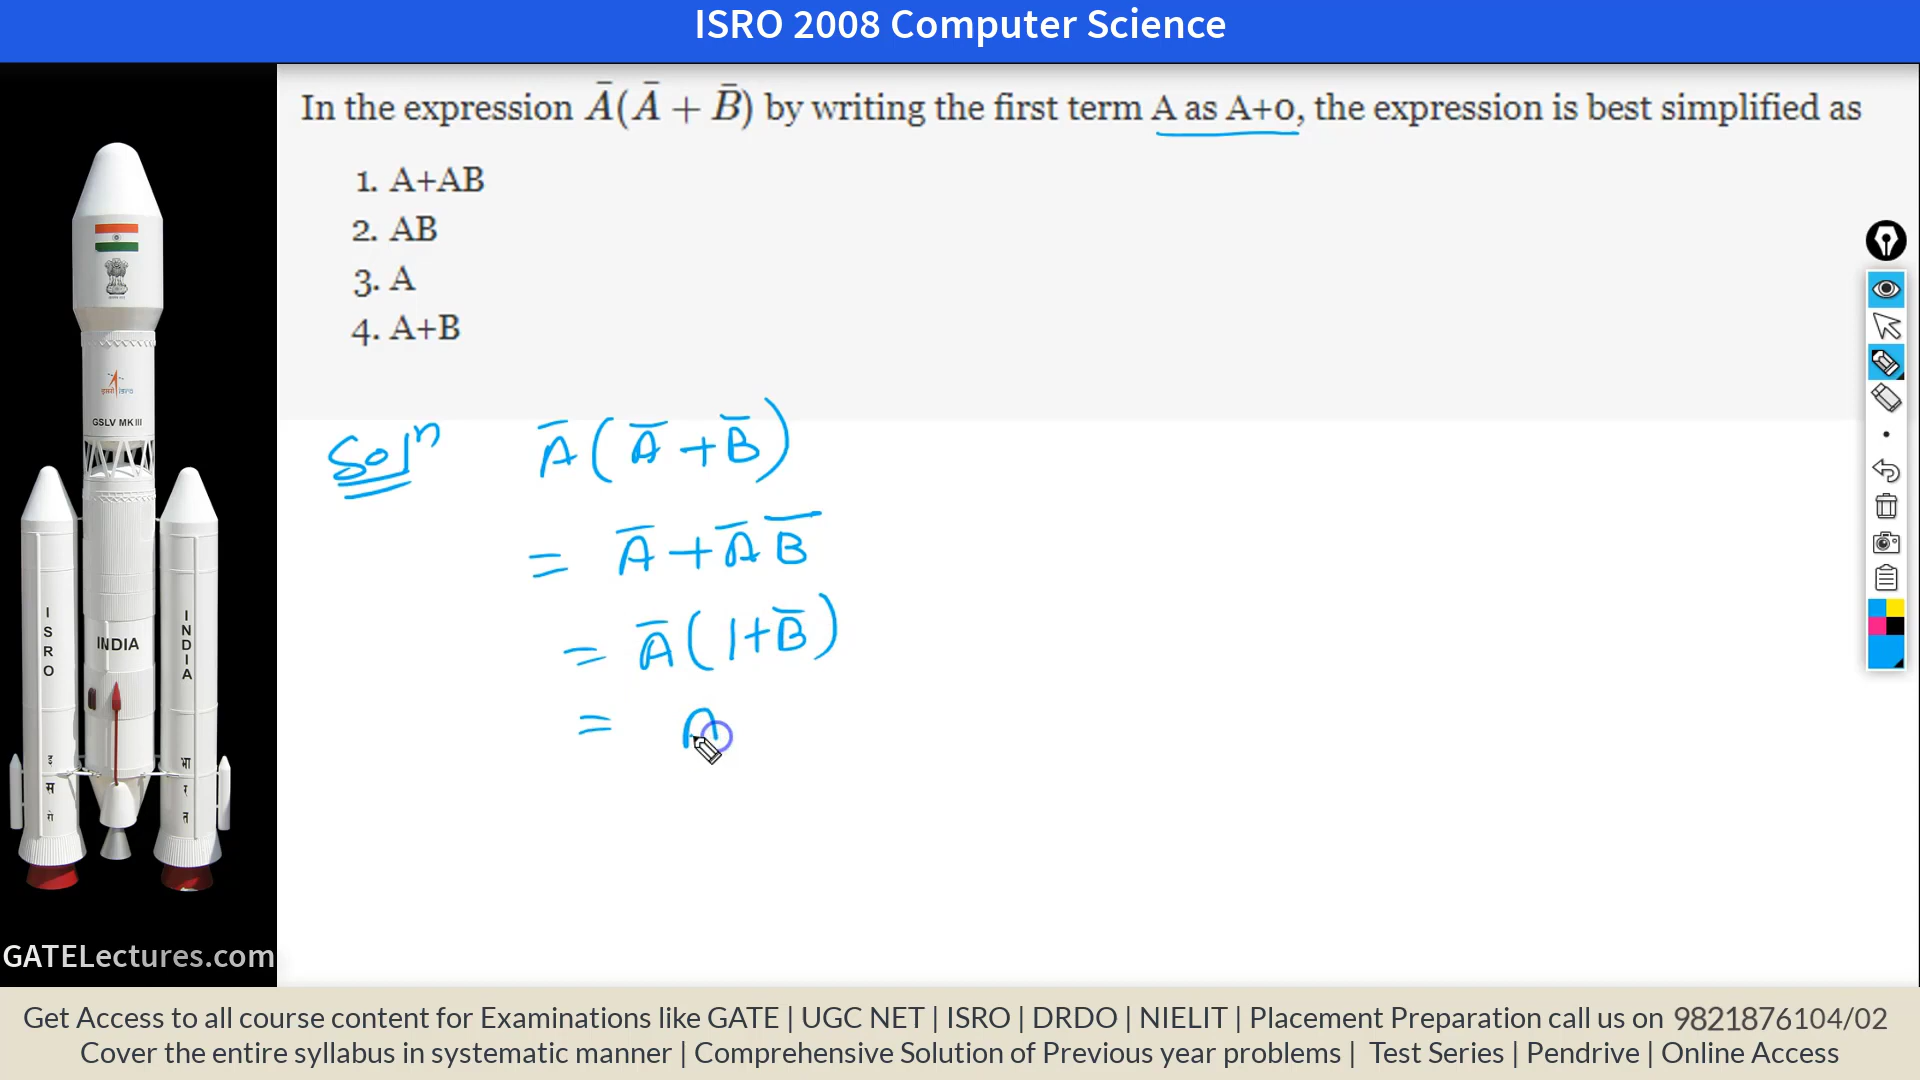 ISRO 2008 Computer Science
In the expression Ā(Ā + B̄) by writing the first term A as A+0, the expression is best simplified as
1. A+AB
2. AB
3. A
4. A+B
Solⁿ Ā(Ā+B̄)
= Ā+ĀB̄
= Ā(1+B̄)
= A
GSLV MK III
ISRO
INDIA
INDIA
GATELectures.com
Get Access to all course content for Examinations like GATE | UGC NET | ISRO | DRDO | NIELIT | Placement Preparation call us on 9821876104/02
Cover the entire syllabus in systematic manner | Comprehensive Solution of Previous year problems | Test Series | Pendrive | Online Access